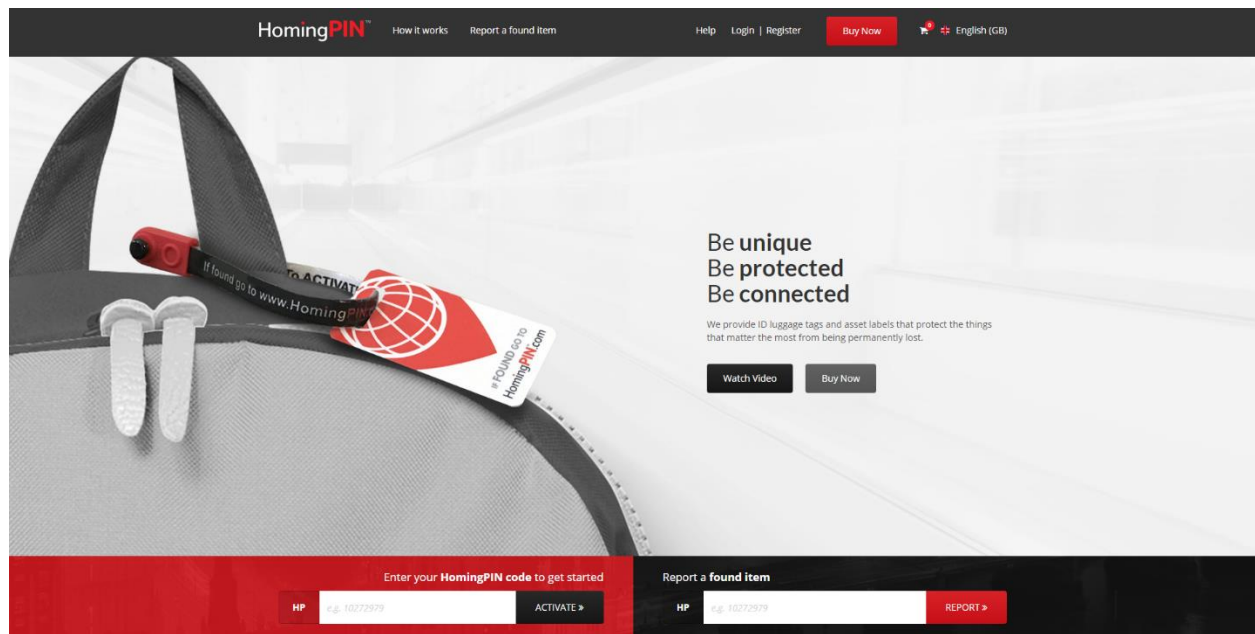 HomingPIN™
How it works
Report a found item
Help
Login | Register
Buy Now
0
English (GB)
If found go to www.HomingPIN
To ACTIVAT
IF FOUND GO TO
HomingPIN.com
Be unique
Be protected
Be connected
We provide ID luggage tags and asset labels that protect the things
that matter the most from being permanently lost.
Watch Video
Buy Now
Enter your HomingPIN code to get started
HP
e.g. 10272979
ACTIVATE »
Report a found item
HP
e.g. 10272979
REPORT »